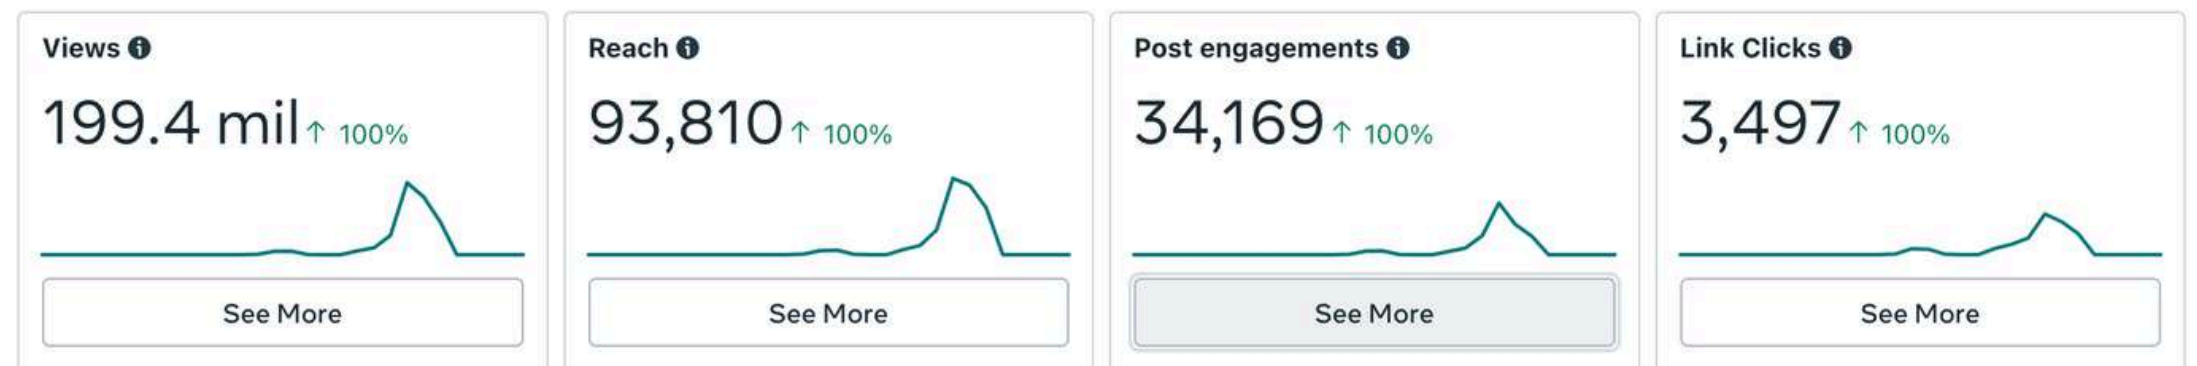 Views
199.4 mil ↑ 100%
See More
Reach
93,810 ↑ 100%
See More
Post engagements
34,169 ↑ 100%
See More
Link Clicks
3,497 ↑ 100%
See More